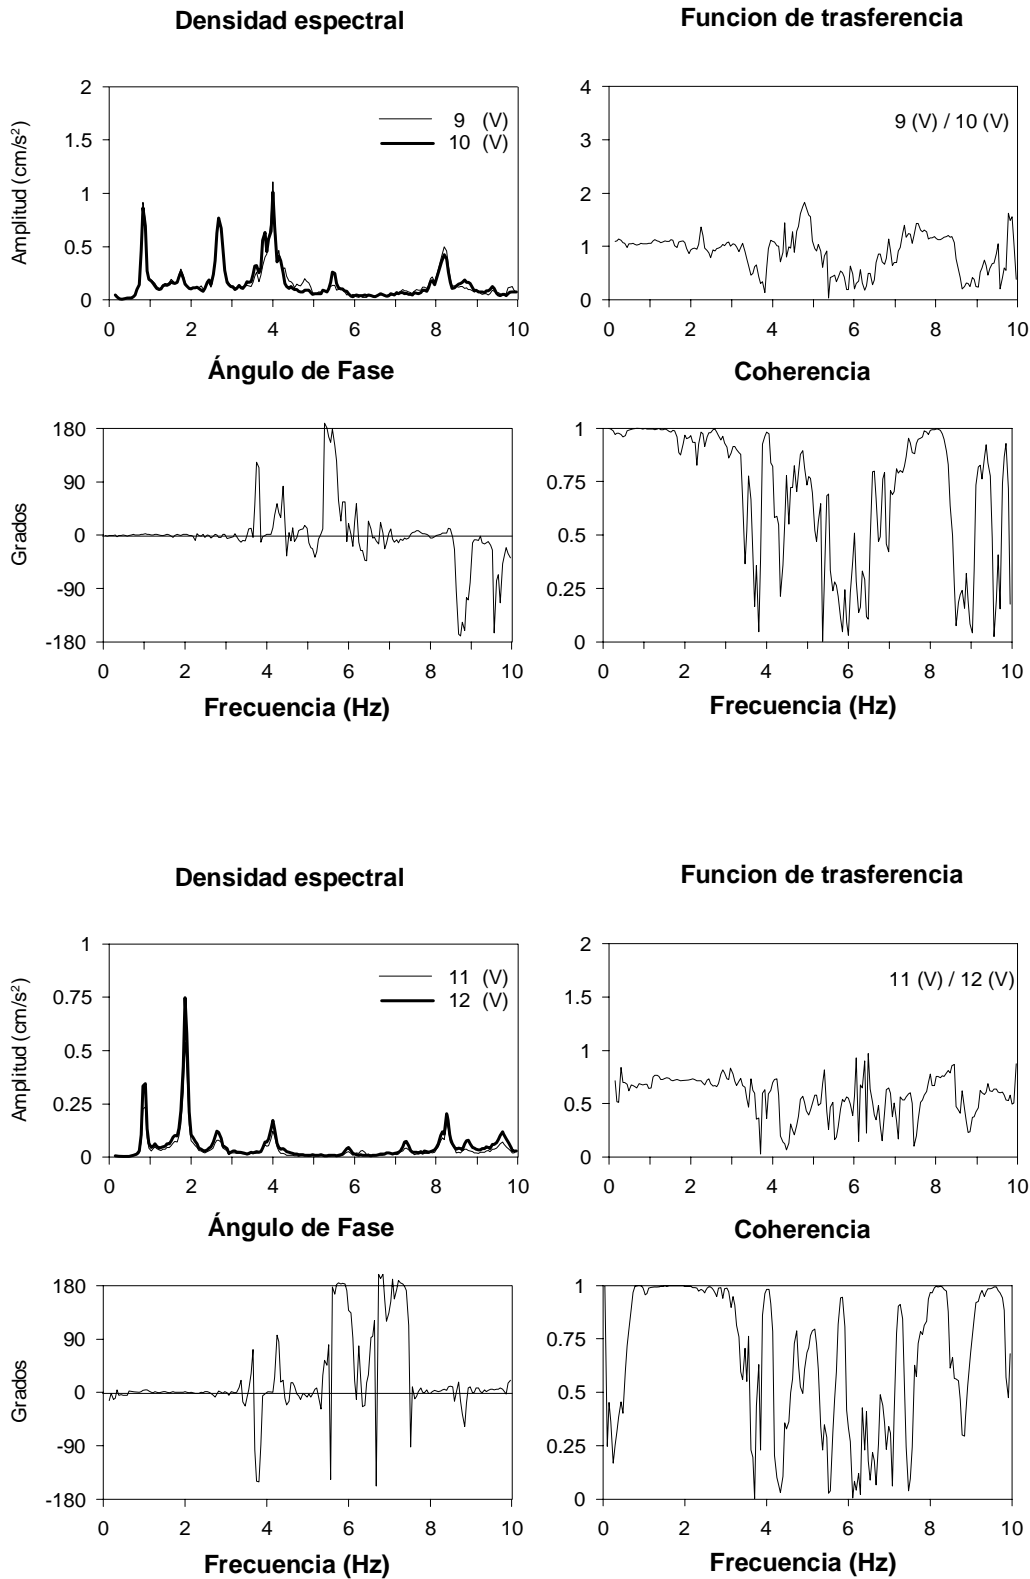 Densidad espectral
Funcion de trasferencia
2
1.5
1
0.5
0
Amplitud (cm/s²)
9 (V)
10 (V)
0 2 4 6 8 10
4
3
2
1
0
9 (V) / 10 (V)
0 2 4 6 8 10
Ángulo de Fase
Coherencia
180
90
0
-90
-180
Grados
0 2 4 6 8 10
Frecuencia (Hz)
1
0.75
0.5
0.25
0
0 2 4 6 8 10
Frecuencia (Hz)
Densidad espectral
Funcion de trasferencia
1
0.75
0.5
0.25
0
Amplitud (cm/s²)
11 (V)
12 (V)
0 2 4 6 8 10
2
1.5
1
0.5
0
11 (V) / 12 (V)
0 2 4 6 8 10
Ángulo de Fase
Coherencia
180
90
0
-90
-180
Grados
0 2 4 6 8 10
Frecuencia (Hz)
1
0.75
0.5
0.25
0
0 2 4 6 8 10
Frecuencia (Hz)